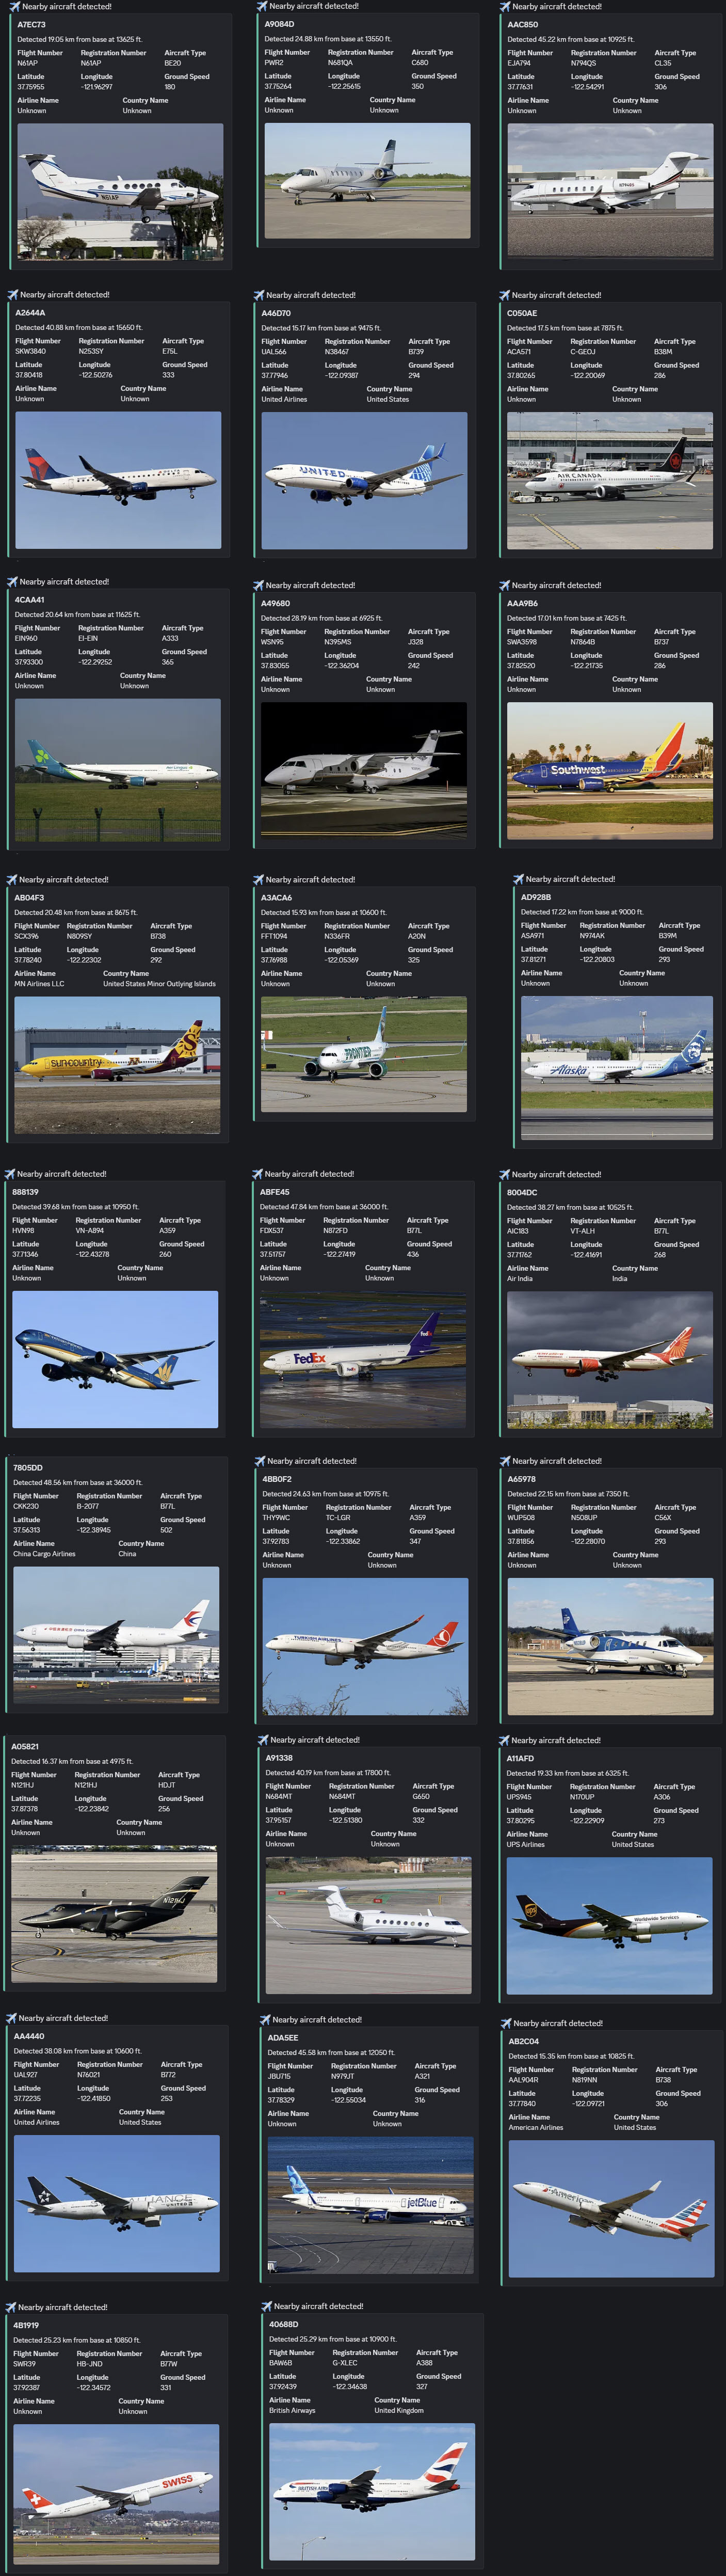 Nearby aircraft detected!
A7EC73
Detected 19.05 km from base at 13625 ft.
Flight Number Registration Number Aircraft Type
N61AP N61AP BE20
Latitude Longitude Ground Speed
37.75955 -121.96297 180
Airline Name Country Name
Unknown Unknown
N61AP
Nearby aircraft detected!
A9084D
Detected 24.88 km from base at 13550 ft.
Flight Number Registration Number Aircraft Type
PWR2 N681QA C680
Latitude Longitude Ground Speed
37.75264 -122.25615 350
Airline Name Country Name
Unknown Unknown
Nearby aircraft detected!
AAC850
Detected 45.22 km from base at 10925 ft.
Flight Number Registration Number Aircraft Type
EJA794 N794QS CL35
Latitude Longitude Ground Speed
37.77631 -122.54291 306
Airline Name Country Name
Unknown Unknown
N794QS
Nearby aircraft detected!
A2644A
Detected 40.88 km from base at 15650 ft.
Flight Number Registration Number Aircraft Type
SKW3840 N253SY E75L
Latitude Longitude Ground Speed
37.80418 -122.50276 333
Airline Name Country Name
Unknown Unknown
Nearby aircraft detected!
A46D70
Detected 15.17 km from base at 9475 ft.
Flight Number Registration Number Aircraft Type
UAL566 N38467 B739
Latitude Longitude Ground Speed
37.77946 -122.09387 294
Airline Name Country Name
United Airlines United States
UNITED
Nearby aircraft detected!
C050AE
Detected 17.5 km from base at 7875 ft.
Flight Number Registration Number Aircraft Type
ACA571 C-GEOJ B38M
Latitude Longitude Ground Speed
37.80265 -122.20069 286
Airline Name Country Name
Unknown Unknown
AIR CANADA
Nearby aircraft detected!
4CAA41
Detected 20.64 km from base at 11625 ft.
Flight Number Registration Number Aircraft Type
EIN960 EI-EIN A333
Latitude Longitude Ground Speed
37.93300 -122.29252 365
Airline Name Country Name
Unknown Unknown
Aer Lingus
Nearby aircraft detected!
A49680
Detected 28.19 km from base at 6925 ft.
Flight Number Registration Number Aircraft Type
WSN95 N395MS J328
Latitude Longitude Ground Speed
37.83055 -122.36204 242
Airline Name Country Name
Unknown Unknown
Nearby aircraft detected!
AAA9B6
Detected 17.01 km from base at 7425 ft.
Flight Number Registration Number Aircraft Type
SWA3598 N7864B B737
Latitude Longitude Ground Speed
37.82520 -122.21735 286
Airline Name Country Name
Unknown Unknown
Southwest
Nearby aircraft detected!
AB04F3
Detected 20.48 km from base at 8675 ft.
Flight Number Registration Number Aircraft Type
SCX396 N809SY B738
Latitude Longitude Ground Speed
37.78240 -122.22302 292
Airline Name Country Name
MN Airlines LLC United States Minor Outlying Islands
sun country
Nearby aircraft detected!
A3ACA6
Detected 15.93 km from base at 10600 ft.
Flight Number Registration Number Aircraft Type
FFT1094 N336FR A20N
Latitude Longitude Ground Speed
37.76988 -122.05369 325
Airline Name Country Name
Unknown Unknown
FRONTIER
Nearby aircraft detected!
AD928B
Detected 17.22 km from base at 9000 ft.
Flight Number Registration Number Aircraft Type
ASA971 N974AK B39M
Latitude Longitude Ground Speed
37.81271 -122.20803 293
Airline Name Country Name
Unknown Unknown
Alaska
Nearby aircraft detected!
888139
Detected 39.68 km from base at 10950 ft.
Flight Number Registration Number Aircraft Type
HVN98 VN-A894 A359
Latitude Longitude Ground Speed
37.71346 -122.43278 260
Airline Name Country Name
Unknown Unknown
Nearby aircraft detected!
ABFE45
Detected 47.84 km from base at 36000 ft.
Flight Number Registration Number Aircraft Type
FDX537 N872FD B77L
Latitude Longitude Ground Speed
37.51757 -122.27419 436
Airline Name Country Name
Unknown Unknown
FedEx
FedEx
Nearby aircraft detected!
8004DC
Detected 38.27 km from base at 10525 ft.
Flight Number Registration Number Aircraft Type
AIC183 VT-ALH B77L
Latitude Longitude Ground Speed
37.71762 -122.41691 268
Airline Name Country Name
Air India India
7805DD
Detected 48.56 km from base at 36000 ft.
Flight Number Registration Number Aircraft Type
CKK230 B-2077 B77L
Latitude Longitude Ground Speed
37.56313 -122.38945 502
Airline Name Country Name
China Cargo Airlines China
Nearby aircraft detected!
4BB0F2
Detected 24.63 km from base at 10975 ft.
Flight Number Registration Number Aircraft Type
THY9WC TC-LGR A359
Latitude Longitude Ground Speed
37.92783 -122.33862 347
Airline Name Country Name
Unknown Unknown
TURKISH AIRLINES
Nearby aircraft detected!
A65978
Detected 22.15 km from base at 7350 ft.
Flight Number Registration Number Aircraft Type
WUP508 N508UP C56X
Latitude Longitude Ground Speed
37.81856 -122.28070 293
Airline Name Country Name
Unknown Unknown
A05821
Detected 16.37 km from base at 4975 ft.
Flight Number Registration Number Aircraft Type
N121HJ N121HJ HDJT
Latitude Longitude Ground Speed
37.87378 -122.23842 256
Airline Name Country Name
Unknown Unknown
N121HJ
Nearby aircraft detected!
A91338
Detected 40.19 km from base at 17800 ft.
Flight Number Registration Number Aircraft Type
N684MT N684MT G650
Latitude Longitude Ground Speed
37.95157 -122.51380 332
Airline Name Country Name
Unknown Unknown
Nearby aircraft detected!
A11AFD
Detected 19.33 km from base at 6325 ft.
Flight Number Registration Number Aircraft Type
UPS945 N170UP A306
Latitude Longitude Ground Speed
37.80295 -122.22909 273
Airline Name Country Name
UPS Airlines United States
ups
Worldwide Services
Nearby aircraft detected!
AA4440
Detected 38.08 km from base at 10600 ft.
Flight Number Registration Number Aircraft Type
UAL927 N76021 B772
Latitude Longitude Ground Speed
37.72235 -122.41850 253
Airline Name Country Name
United Airlines United States
UNITED
Nearby aircraft detected!
ADA5EE
Detected 45.58 km from base at 12050 ft.
Flight Number Registration Number Aircraft Type
JBU715 N979JT A321
Latitude Longitude Ground Speed
37.78329 -122.55034 316
Airline Name Country Name
Unknown Unknown
jetBlue
Nearby aircraft detected!
AB2C04
Detected 15.35 km from base at 10825 ft.
Flight Number Registration Number Aircraft Type
AAL904R N819NN B738
Latitude Longitude Ground Speed
37.77840 -122.09721 306
Airline Name Country Name
American Airlines United States
American
Nearby aircraft detected!
4B1919
Detected 25.23 km from base at 10850 ft.
Flight Number Registration Number Aircraft Type
SWR39 HB-JND B77W
Latitude Longitude Ground Speed
37.92387 -122.34572 331
Airline Name Country Name
Unknown Unknown
SWISS
Nearby aircraft detected!
40688D
Detected 25.29 km from base at 10900 ft.
Flight Number Registration Number Aircraft Type
BAW6B G-XLEC A388
Latitude Longitude Ground Speed
37.92439 -122.34638 327
Airline Name Country Name
British Airways United Kingdom